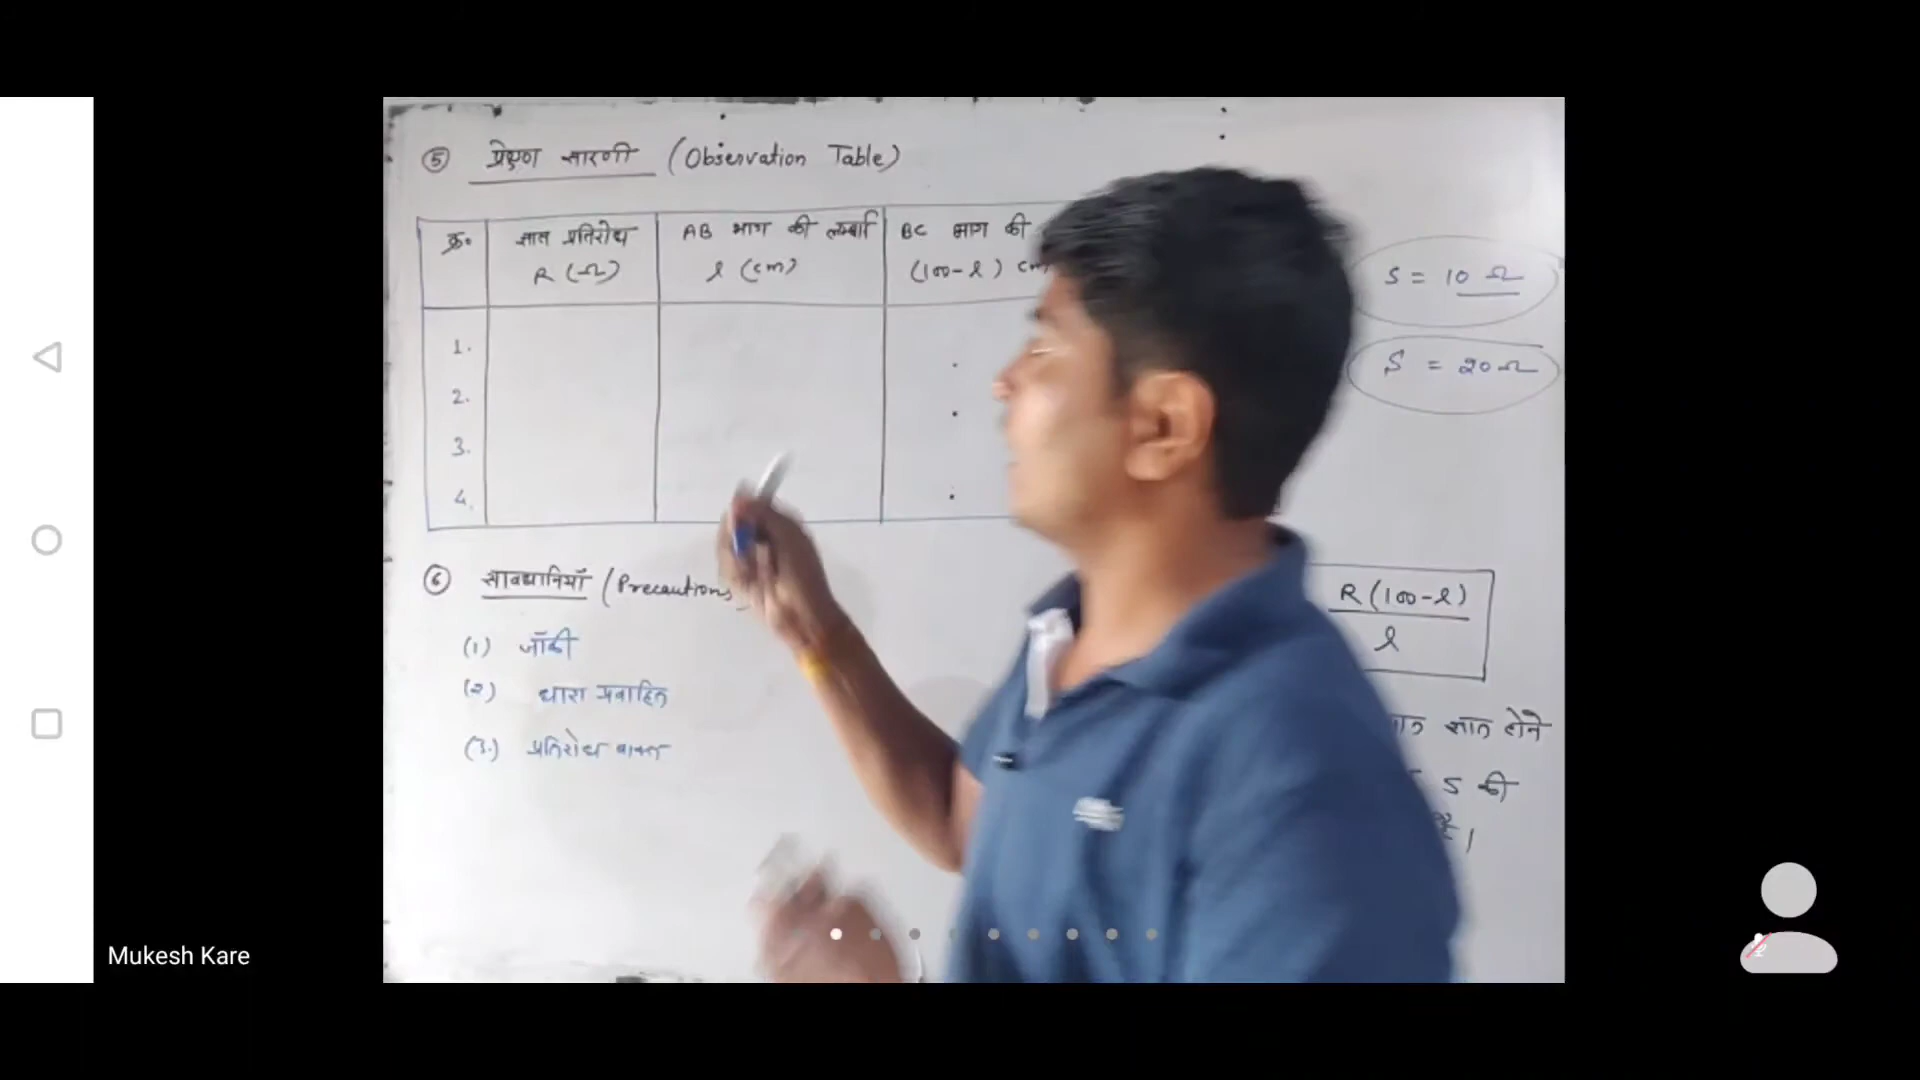 ⑤ प्रेक्षण सारणी (Observation Table)
क्र० ज्ञात प्रतिरोध R (Ω)
AB भाग की लम्बाई l (cm)
BC भाग की (100-l) cm
1.
2.
3.
4.
S = 10 Ω
S = 20 Ω
⑥ सावधानियाँ (Precautions)
(1) जॉकी
(2) धारा प्रवाहित
(3.) प्रतिरोध बाक्स
R(100-l)
l
ज्ञात होने
S की
है।
Mukesh Kare